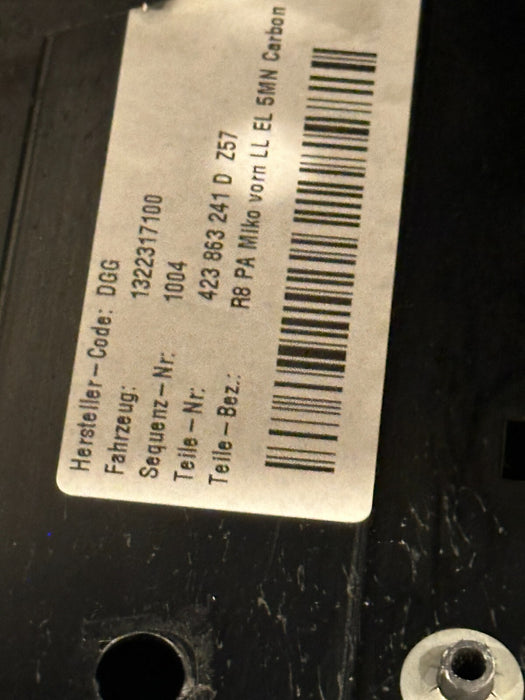 Hersteller-Code: DGG
Fahrzeug: 1322317100
Sequenz-Nr: 1004
Teile-Nr: 423 863 241 D Z57
Teile-Bez.: R8 PA Miko vorn LL EL 5MN Carbon